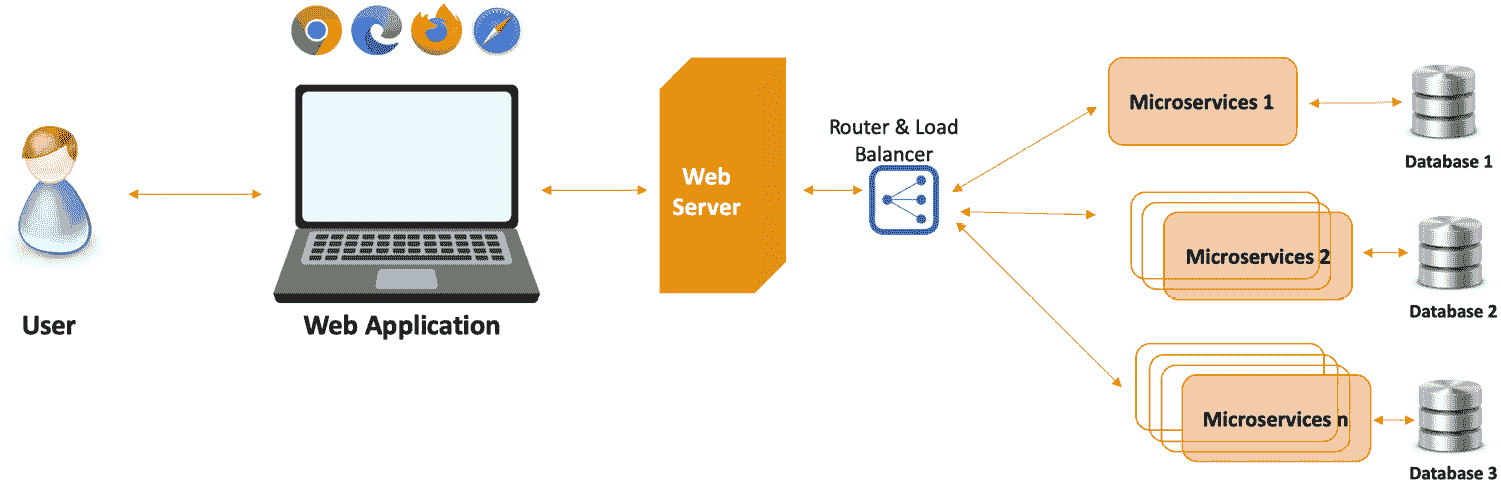 User
Web Application
Web
Server
Router & Load
Balancer
Microservices 1
Database 1
Microservices 2
Database 2
Microservices n
Database 3